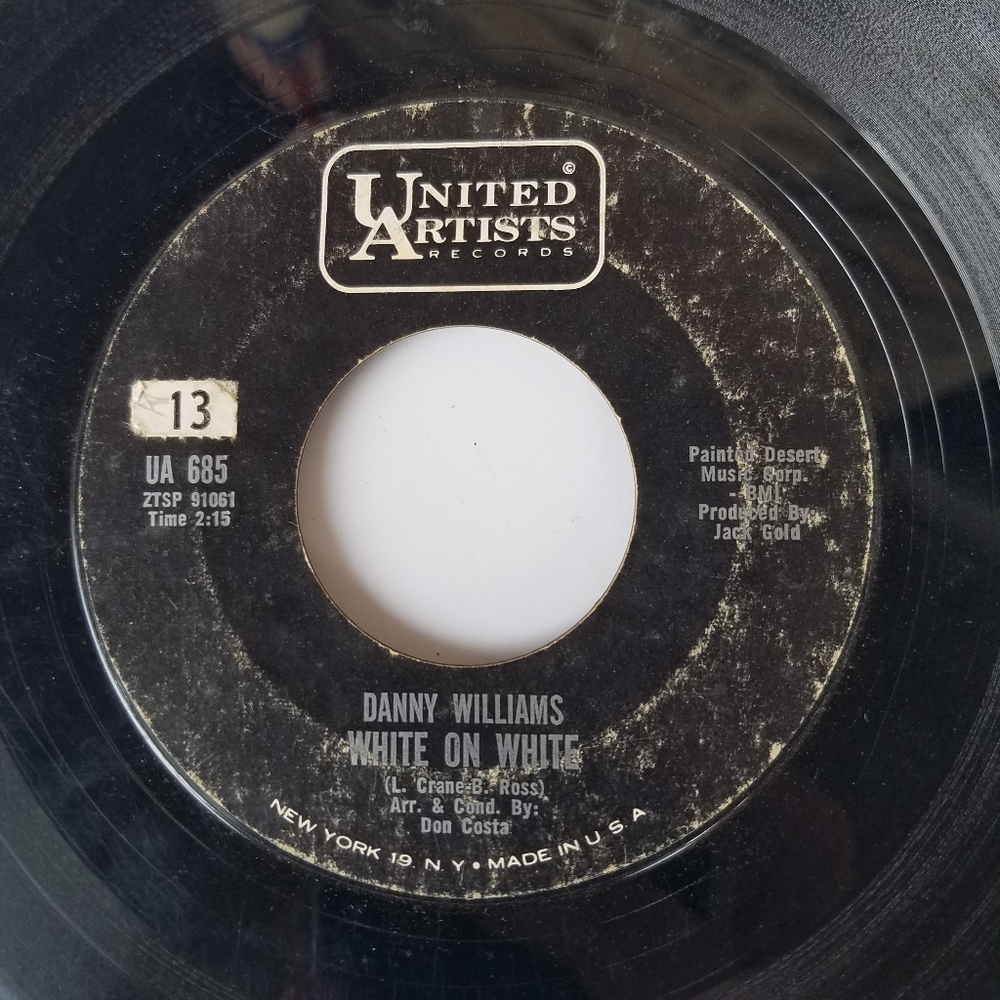 ©
UNITED
ARTISTS
RECORDS
13
UA 685
ZTSP 91061
Time 2:15
Painted Desert
Music Corp.
- BMI -
Produced By:
Jack Gold
DANNY WILLIAMS
WHITE ON WHITE
(L. Crane-B. Ross)
Arr. & Cond. By:
Don Costa
NEW YORK 19 N. Y • MADE IN U S A